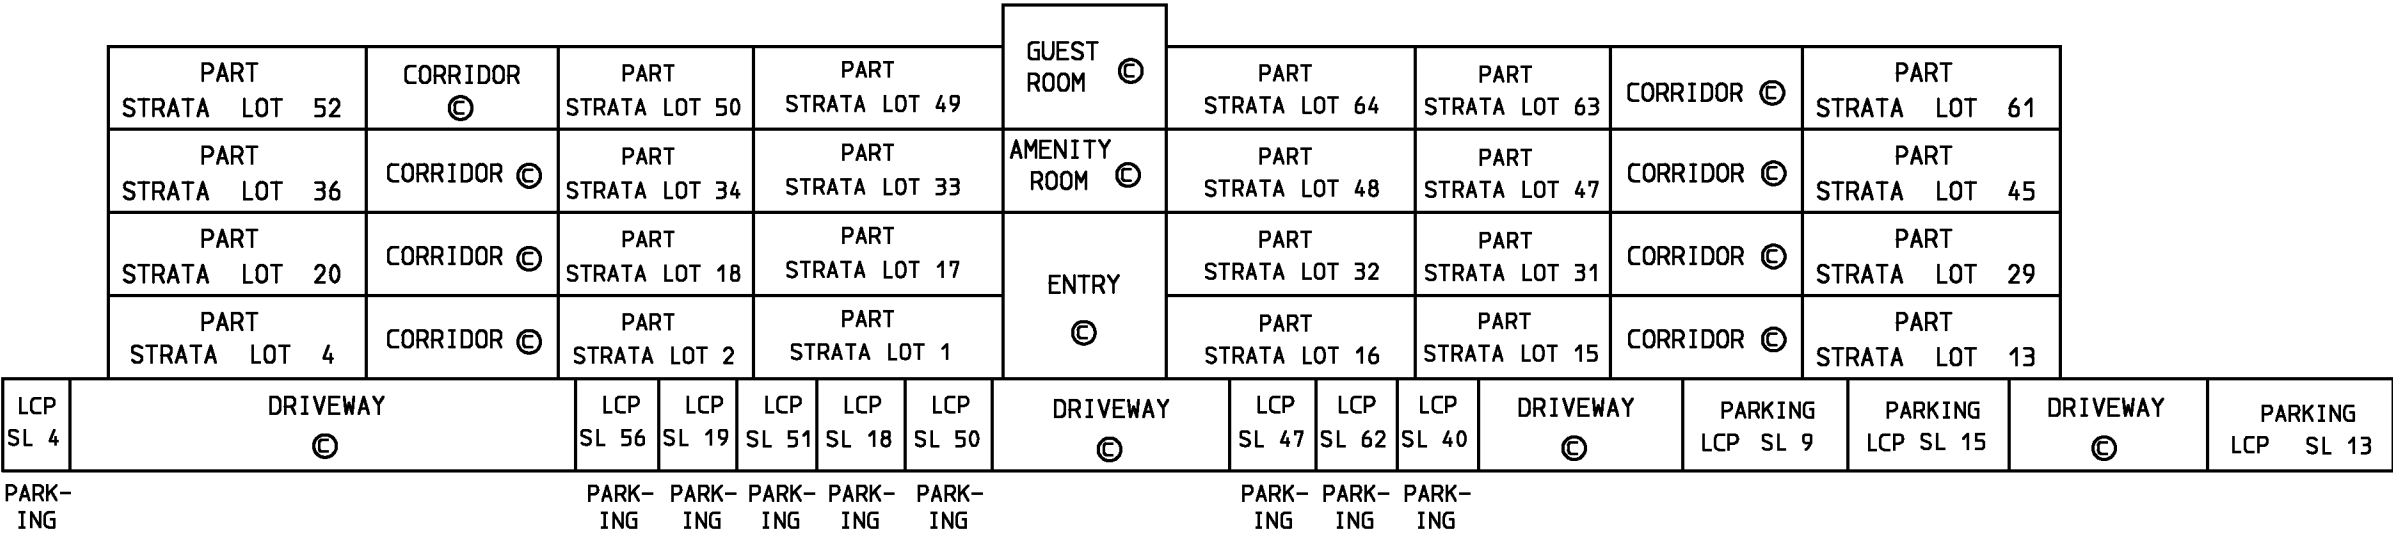 GUEST
ROOM ©
PART
STRATA LOT 52
CORRIDOR
©
PART
STRATA LOT 50
PART
STRATA LOT 49
PART
STRATA LOT 64
PART
STRATA LOT 63
CORRIDOR ©
PART
STRATA LOT 61
PART
STRATA LOT 36
CORRIDOR ©
PART
STRATA LOT 34
PART
STRATA LOT 33
AMENITY
ROOM ©
PART
STRATA LOT 48
PART
STRATA LOT 47
CORRIDOR ©
PART
STRATA LOT 45
PART
STRATA LOT 20
CORRIDOR ©
PART
STRATA LOT 18
PART
STRATA LOT 17
ENTRY
©
PART
STRATA LOT 32
PART
STRATA LOT 31
CORRIDOR ©
PART
STRATA LOT 29
PART
STRATA LOT 4
CORRIDOR ©
PART
STRATA LOT 2
PART
STRATA LOT 1
PART
STRATA LOT 16
PART
STRATA LOT 15
CORRIDOR ©
PART
STRATA LOT 13
LCP
SL 4
DRIVEWAY
©
LCP
SL 56
LCP
SL 19
LCP
SL 51
LCP
SL 18
LCP
SL 50
DRIVEWAY
©
LCP
SL 47
LCP
SL 62
LCP
SL 40
DRIVEWAY
©
PARKING
LCP SL 9
PARKING
LCP SL 15
DRIVEWAY
©
PARKING
LCP SL 13
PARK-
ING
PARK-
ING
PARK-
ING
PARK-
ING
PARK-
ING
PARK-
ING
PARK-
ING
PARK-
ING
PARK-
ING